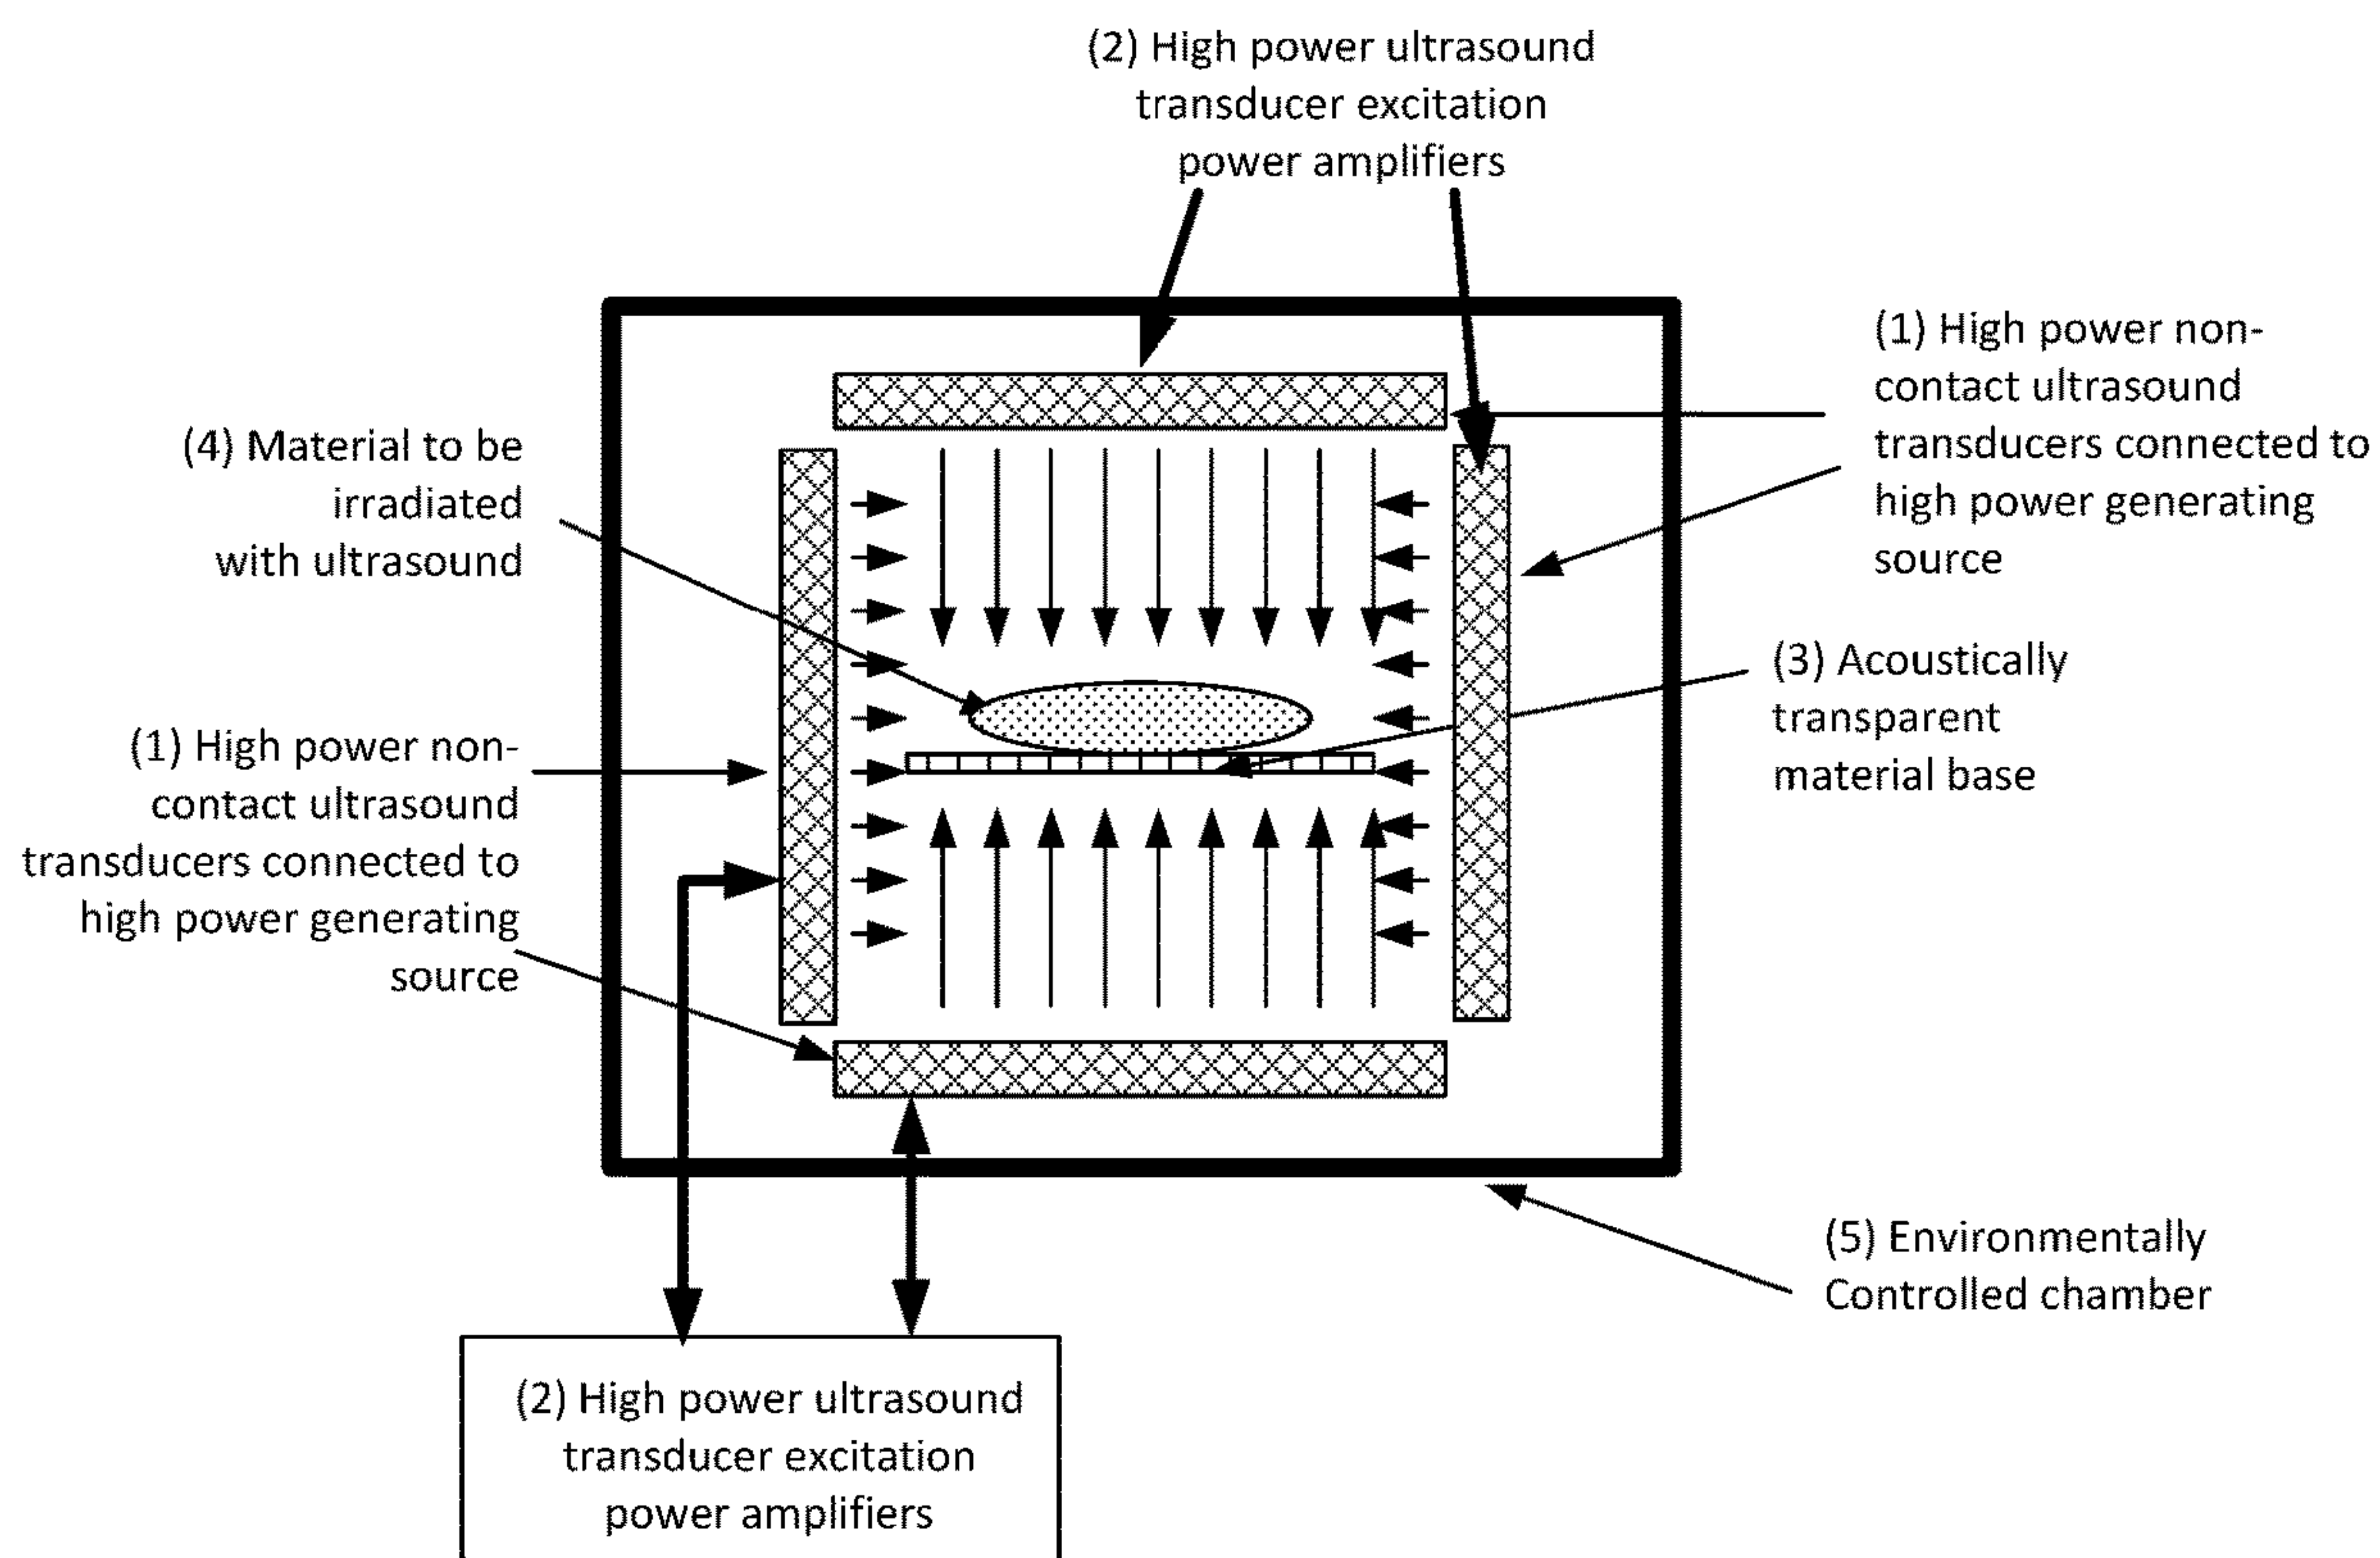 (2) High power ultrasound
transducer excitation
power amplifiers
(1) High power non-
contact ultrasound
transducers connected to
high power generating
source
(4) Material to be
irradiated
with ultrasound
(3) Acoustically
transparent
material base
(1) High power non-
contact ultrasound
transducers connected to
high power generating
source
(5) Environmentally
Controlled chamber
(2) High power ultrasound
transducer excitation
power amplifiers